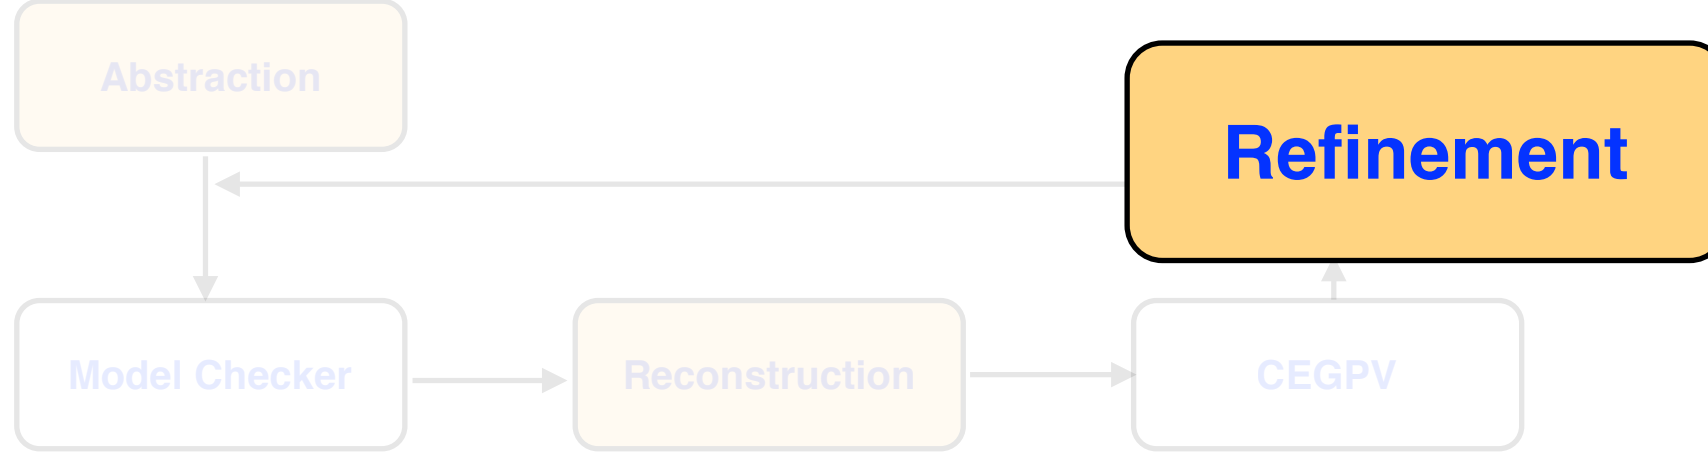 Abstraction
Refinement
Model Checker
Reconstruction
CEGPV